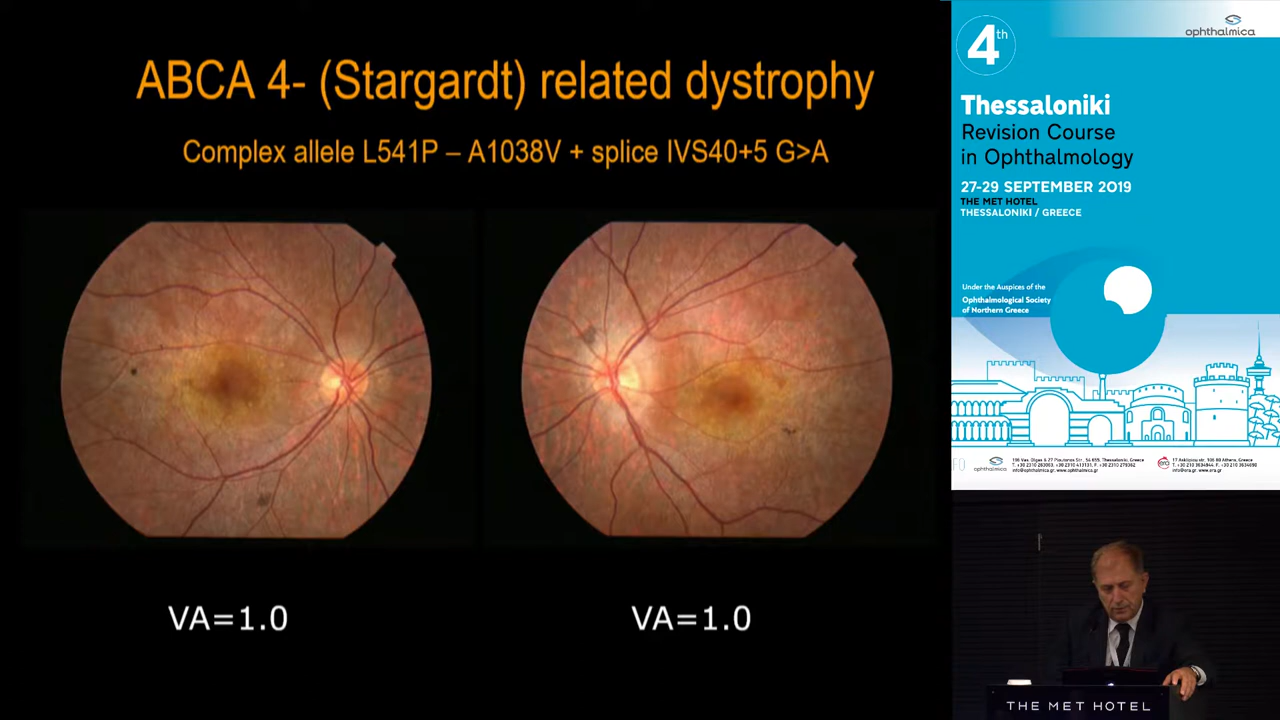 ABCA 4- (Stargardt) related dystrophy
Complex allele L541P – A1038V + splice IVS40+5 G>A
VA=1.0
VA=1.0
ophthalmica
4th
Thessaloniki
Revision Course
in Ophthalmology
27-29 SEPTEMBER 2019
THE MET HOTEL
THESSALONIKI / GREECE
Under the Auspices of the
Ophthalmological Society
of Northern Greece
ophthalmica
THE MET HOTEL